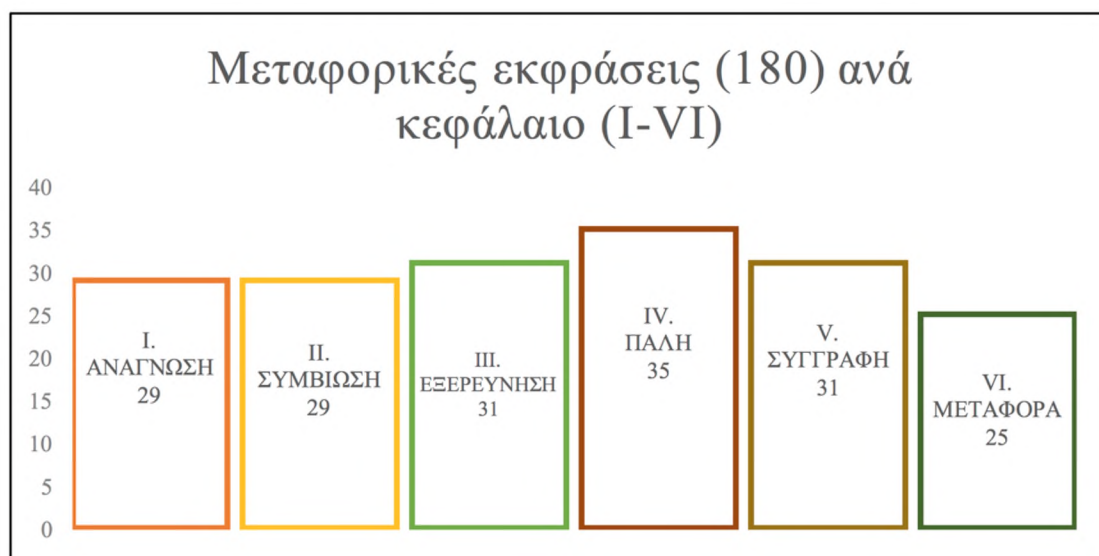 Μεταφορικές εκφράσεις (180) ανά
κεφάλαιο (I-VI)
40
35
30
25
20
15
10
5
0
I.
ΑΝΑΓΝΩΣΗ
29
II.
ΣΥΜΒΙΩΣΗ
29
III.
ΕΞΕΡΕΥΝΗΣΗ
31
IV.
ΠΑΛΗ
35
V.
ΣΥΓΓΡΑΦΗ
31
VI.
ΜΕΤΑΦΟΡΑ
25